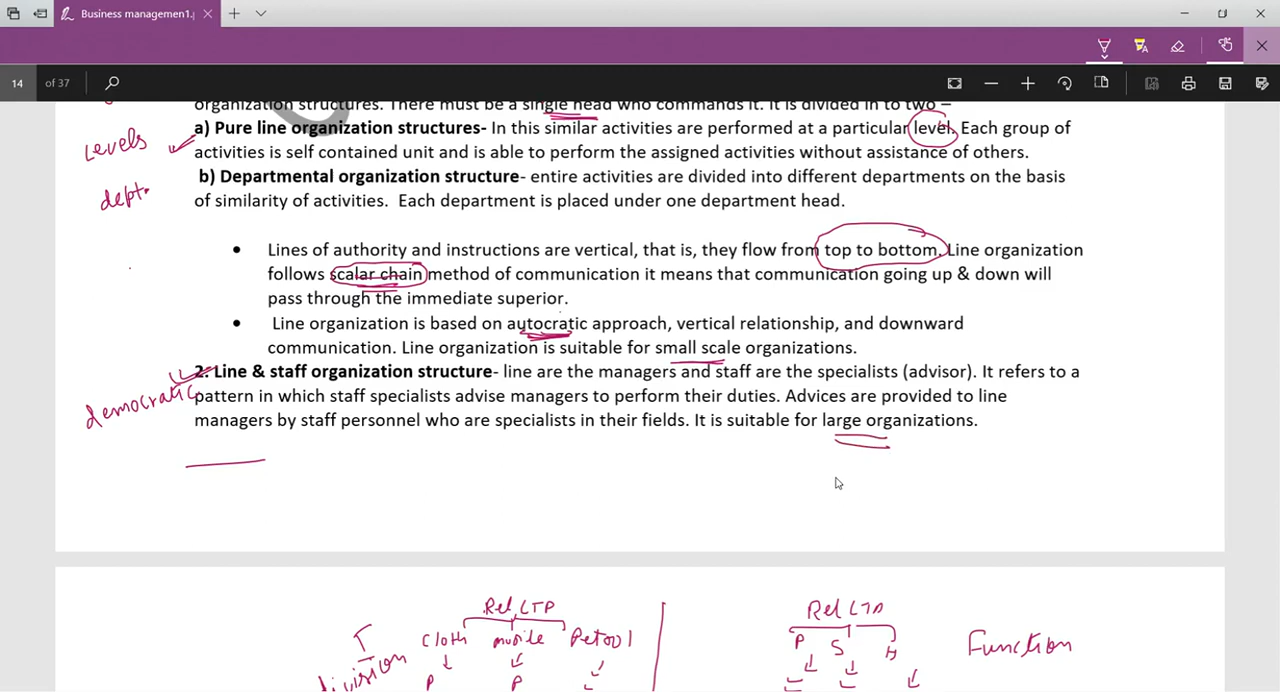 Business managemen1.
14 of 37
organization structures. There must be a single head who commands it. It is divided in to two –
a) Pure line organization structures- In this similar activities are performed at a particular level. Each group of
Levels
activities is self contained unit and is able to perform the assigned activities without assistance of others.
b) Departmental organization structure- entire activities are divided into different departments on the basis
dept.
of similarity of activities. Each department is placed under one department head.
• Lines of authority and instructions are vertical, that is, they flow from top to bottom. Line organization
follows scalar chain method of communication it means that communication going up & down will
pass through the immediate superior.
• Line organization is based on autocratic approach, vertical relationship, and downward
communication. Line organization is suitable for small scale organizations.
2. Line & staff organization structure- line are the managers and staff are the specialists (advisor). It refers to a
democratic
pattern in which staff specialists advise managers to perform their duties. Advices are provided to line
managers by staff personnel who are specialists in their fields. It is suitable for large organizations.
Rel LTD Rel LTD
cloth mobile Petrol P S H Function
division
P P